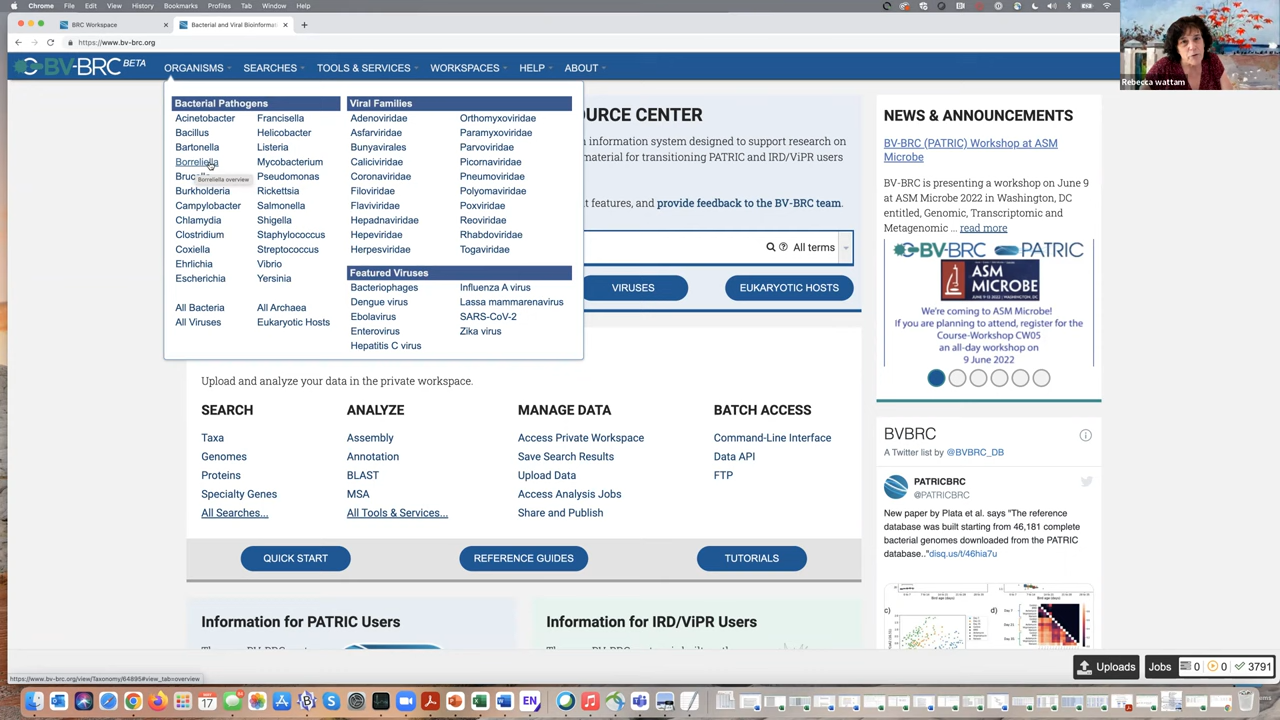 Chrome File Edit View History Bookmarks Profiles Tab Window Help
BRC Workspace
Bacterial and Viral Bioinforma
https://www.bv-brc.org
BV-BRC BETA
ORGANISMS SEARCHES TOOLS & SERVICES WORKSPACES HELP ABOUT
Rebecca wattam
Bacterial Pathogens
Acinetobacter
Bacillus
Bartonella
Borreliella
Borreliella overview
Burkholderia
Campylobacter
Chlamydia
Clostridium
Coxiella
Ehrlichia
Escherichia
Francisella
Helicobacter
Listeria
Mycobacterium
Pseudomonas
Rickettsia
Salmonella
Shigella
Staphylococcus
Streptococcus
Vibrio
Yersinia
All Bacteria
All Archaea
All Viruses
Eukaryotic Hosts
Viral Families
Adenoviridae
Asfarviridae
Bunyavirales
Caliciviridae
Coronaviridae
Filoviridae
Flaviviridae
Hepadnaviridae
Hepeviridae
Herpesviridae
Orthomyxoviridae
Paramyxoviridae
Parvoviridae
Picornaviridae
Pneumoviridae
Polyomaviridae
Poxviridae
Reoviridae
Rhabdoviridae
Togaviridae
Featured Viruses
Bacteriophages
Dengue virus
Ebolavirus
Enterovirus
Hepatitis C virus
Influenza A virus
Lassa mammarenavirus
SARS-CoV-2
Zika virus
OURCE CENTER
n information system designed to support research on
material for transitioning PATRIC and IRD/ViPR users
t features, and provide feedback to the BV-BRC team.
All terms
VIRUSES
EUKARYOTIC HOSTS
Upload and analyze your data in the private workspace.
SEARCH
Taxa
Genomes
Proteins
Specialty Genes
All Searches...
ANALYZE
Assembly
Annotation
BLAST
MSA
All Tools & Services...
MANAGE DATA
Access Private Workspace
Save Search Results
Upload Data
Access Analysis Jobs
Share and Publish
BATCH ACCESS
Command-Line Interface
Data API
FTP
QUICK START
REFERENCE GUIDES
TUTORIALS
Information for PATRIC Users
Information for IRD/ViPR Users
NEWS & ANNOUNCEMENTS
BV-BRC (PATRIC) Workshop at ASM
Microbe
BV-BRC is presenting a workshop on June 9
at ASM Microbe 2022 in Washington, DC
entitled, Genomic, Transcriptomic and
Metagenomic ... read more
BV-BRC PATRIC
ASM
MICROBE
We're coming to ASM Microbe!
If you are planning to attend, register for the
Course-Workshop CW05
an all-day workshop on
9 June 2022
BVBRC
A Twitter list by @BVBRC_DB
PATRICBRC
@PATRICBRC
New paper by Plata et al. says "The reference
database was built starting from 46,181 complete
bacterial genomes downloaded from the PATRIC
database.."disq.us/t/46hia7u
c)
d)
Uploads
Jobs 0 0 3791
https://www.bv-brc.org/view/Taxonomy/64895#view_tab=overview
17
EN